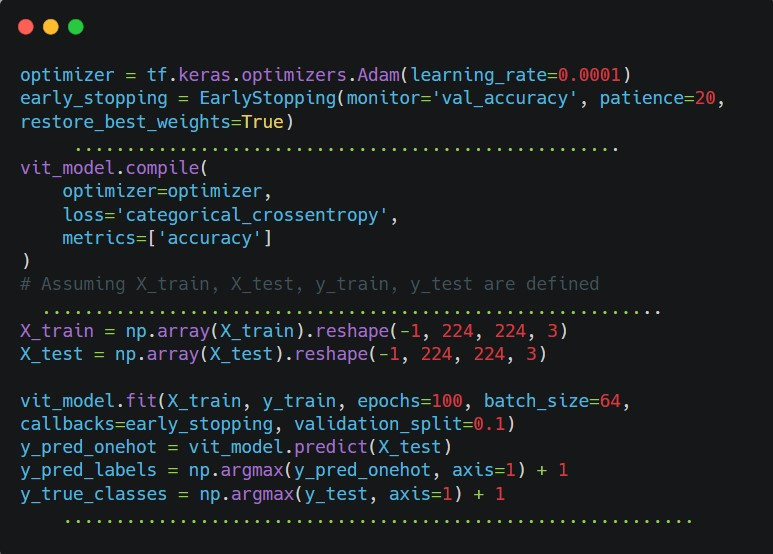 optimizer = tf.keras.optimizers.Adam(learning_rate=0.0001)
early_stopping = EarlyStopping(monitor='val_accuracy', patience=20,
restore_best_weights=True)
....................................................
vit_model.compile(
    optimizer=optimizer,
    loss='categorical_crossentropy',
    metrics=['accuracy']
)
# Assuming X_train, X_test, y_train, y_test are defined
...........................................................
X_train = np.array(X_train).reshape(-1, 224, 224, 3)
X_test = np.array(X_test).reshape(-1, 224, 224, 3)

vit_model.fit(X_train, y_train, epochs=100, batch_size=64,
callbacks=early_stopping, validation_split=0.1)
y_pred_onehot = vit_model.predict(X_test)
y_pred_labels = np.argmax(y_pred_onehot, axis=1) + 1
y_true_classes = np.argmax(y_test, axis=1) + 1
............................................................